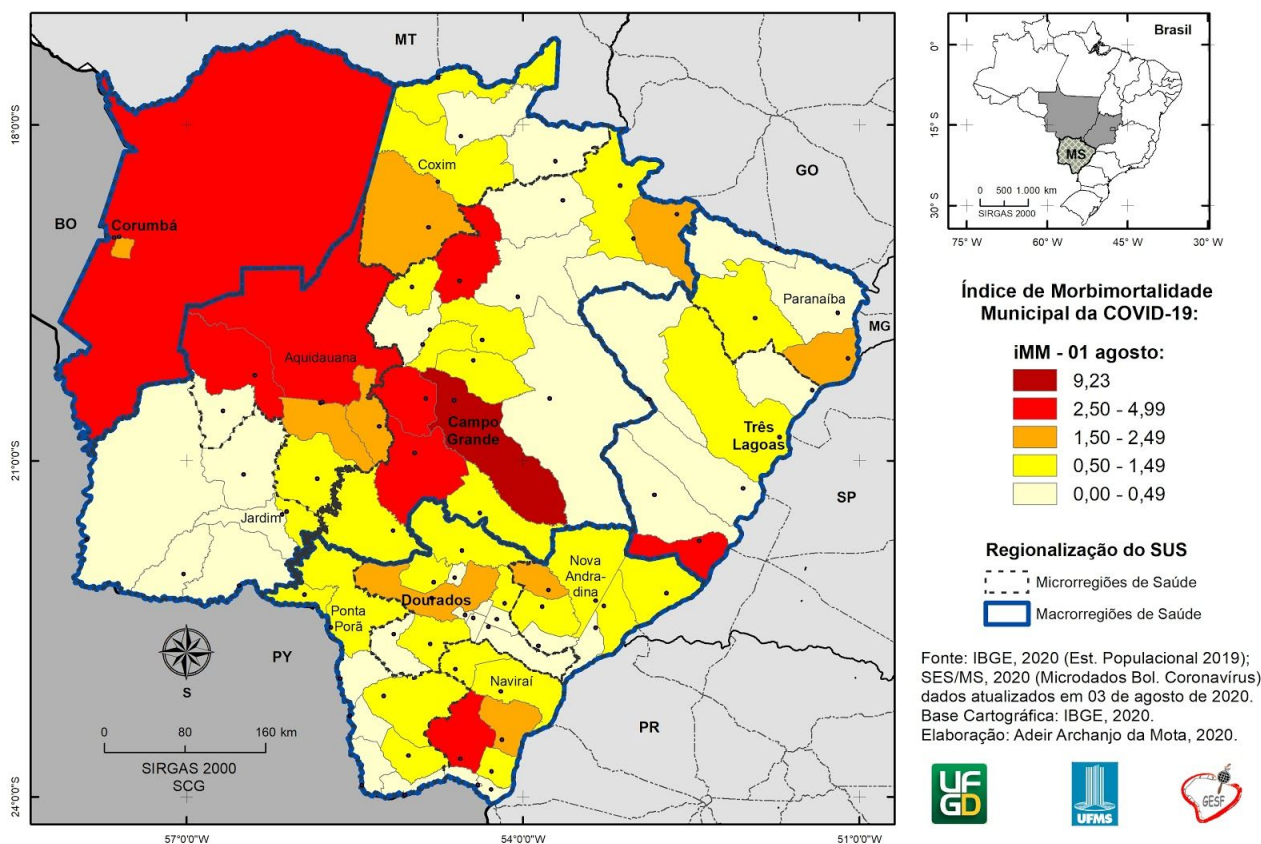 MT
Brasil
0°
15° S
30° S
MS
0 500 1.000 km
SIRGAS 2000
75° W
60° W
45° W
30° W
18°0'0"S
21°0'0"S
24°0'0"S
Coxim
GO
BO
Corumbá
Paranaíba
MG
Aquidauana
Campo
Grande
Três
Lagoas
SP
Jardim
Nova
Andra-
dina
Dourados
Ponta
Porã
PY
S
Naviraí
PR
0 80 160 km
SIRGAS 2000
SCG
57°0'0"W
54°0'0"W
51°0'0"W
Índice de Morbimortalidade
Municipal da COVID-19:
iMM - 01 agosto:
9,23
2,50 - 4,99
1,50 - 2,49
0,50 - 1,49
0,00 - 0,49
Regionalização do SUS
Microrregiões de Saúde
Macrorregiões de Saúde
Fonte: IBGE, 2020 (Est. Populacional 2019);
SES/MS, 2020 (Microdados Bol. Coronavírus)
dados atualizados em 03 de agosto de 2020.
Base Cartográfica: IBGE, 2020.
Elaboração: Adeir Archanjo da Mota, 2020.
UF
GD
UFMS
GESF